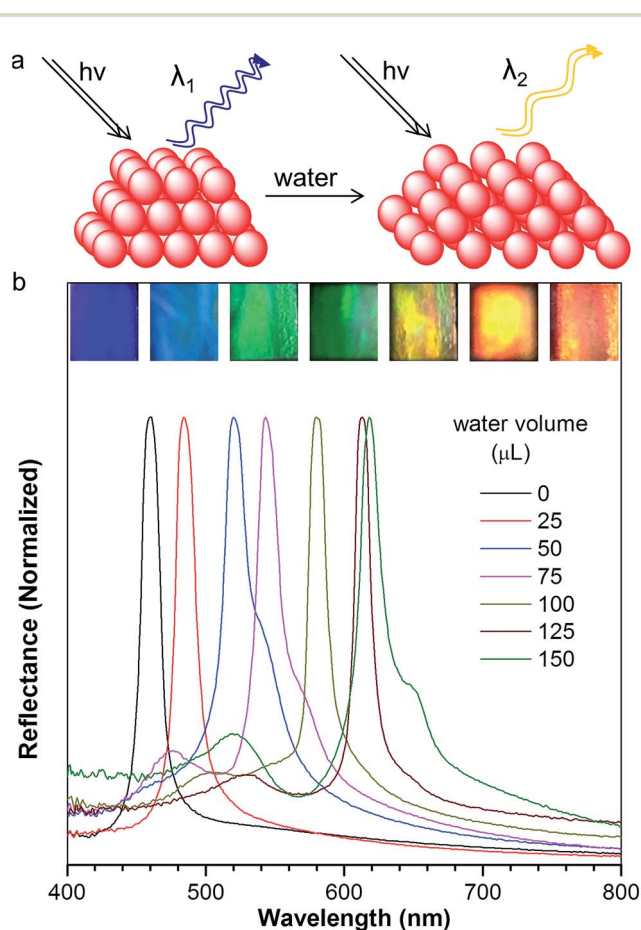 a
hν
λ1
hν
λ2
water
b
water volume
(μL)
0
25
50
75
100
125
150
Reflectance (Normalized)
400 500 600 700 800
Wavelength (nm)